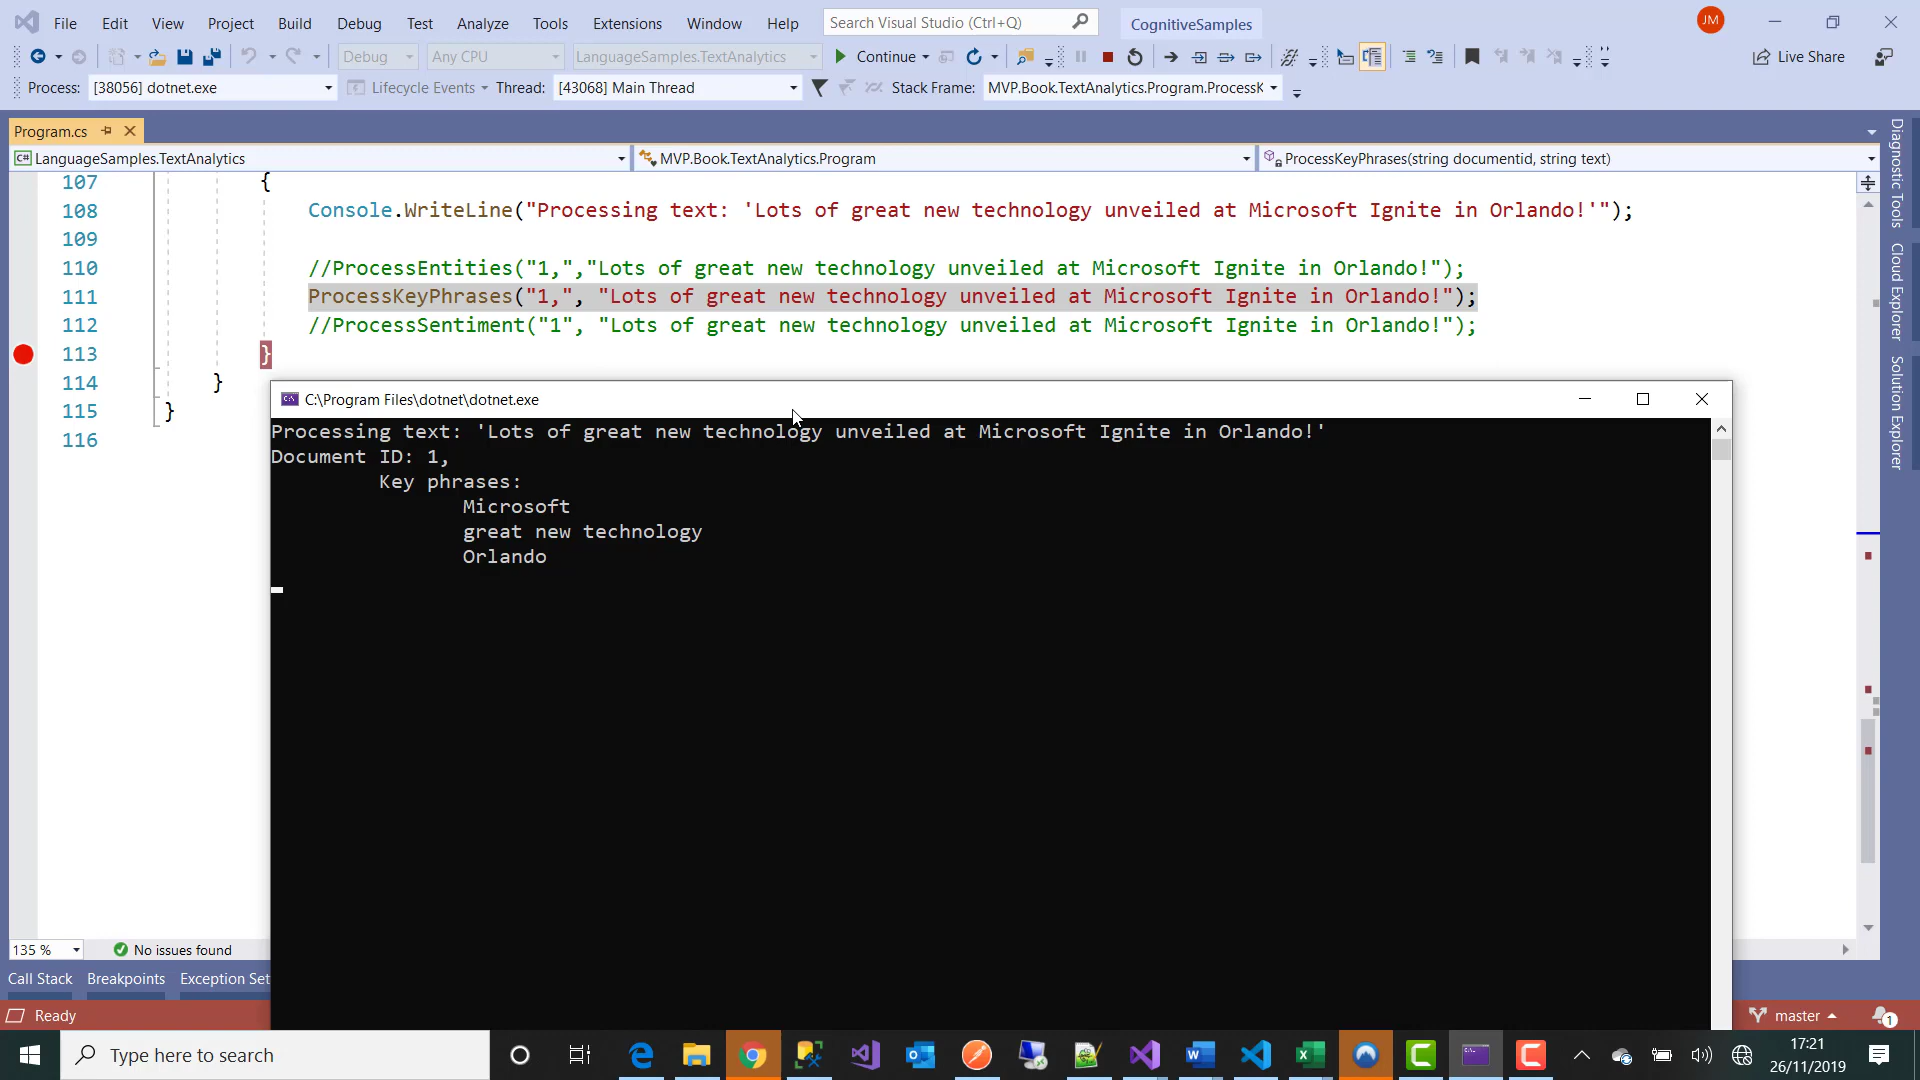 File Edit View Project Build Debug Test Analyze Tools Extensions Window Help Search Visual Studio (Ctrl+Q) CognitiveSamples JM
Debug Any CPU LanguageSamples.TextAnalytics Continue Live Share
Process: [38056] dotnet.exe Lifecycle Events Thread: [43068] Main Thread Stack Frame: MVP.Book.TextAnalytics.Program.ProcessK
Program.cs
C# LanguageSamples.TextAnalytics MVP.Book.TextAnalytics.Program ProcessKeyPhrases(string documentid, string text)
107 {
108 Console.WriteLine("Processing text: 'Lots of great new technology unveiled at Microsoft Ignite in Orlando!'");
109
110 //ProcessEntities("1,","Lots of great new technology unveiled at Microsoft Ignite in Orlando!");
111 ProcessKeyPhrases("1,", "Lots of great new technology unveiled at Microsoft Ignite in Orlando!");
112 //ProcessSentiment("1", "Lots of great new technology unveiled at Microsoft Ignite in Orlando!");
113 }
114 }
115 }
116
Diagnostic Tools
Cloud Explorer
Solution Explorer
C:\Program Files\dotnet\dotnet.exe
Processing text: 'Lots of great new technology unveiled at Microsoft Ignite in Orlando!'
Document ID: 1,
Key phrases:
Microsoft
great new technology
Orlando
135 % No issues found
Call Stack Breakpoints Exception Set
Ready master 1
Type here to search 17:21
26/11/2019